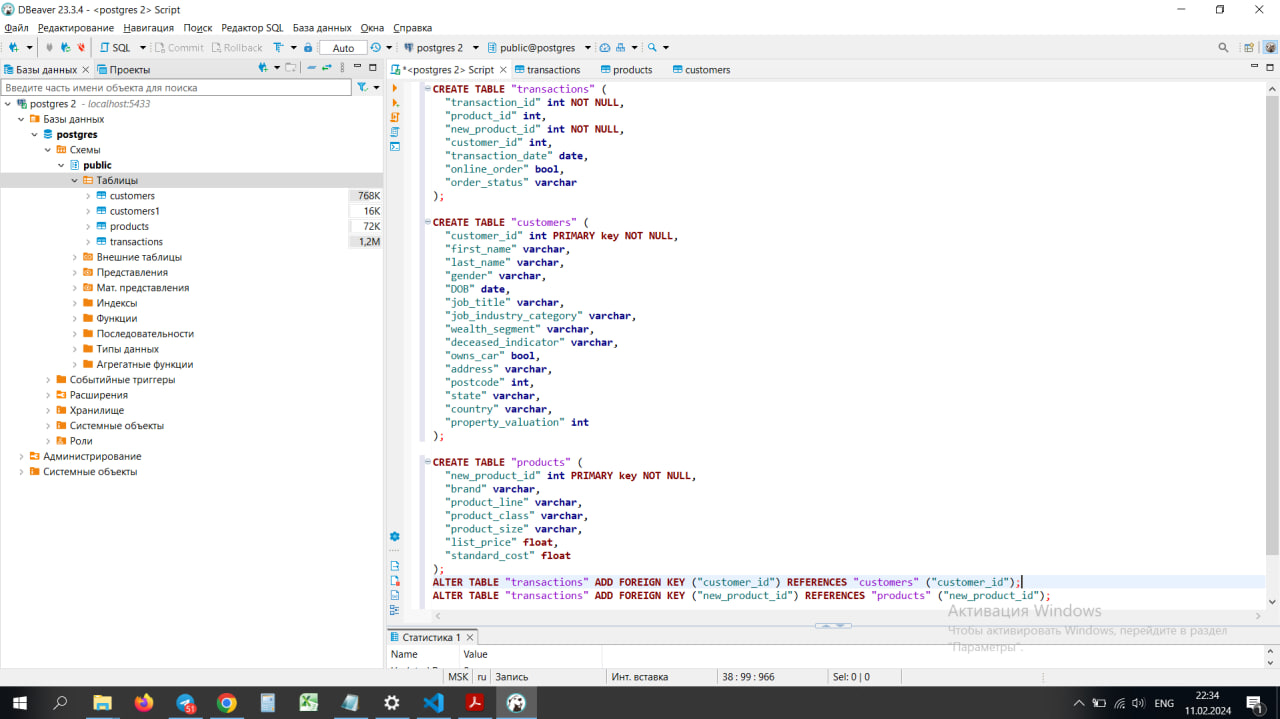 DBeaver 23.3.4 - <postgres 2> Script
Файл Редактирование Навигация Поиск Редактор SQL База данных Окна Справка
SQL Commit Rollback T Auto postgres 2 public@postgres
Базы данных Проекты
*<postgres 2> Script transactions products customers
Введите часть имени объекта для поиска
postgres 2 - localhost:5433
Базы данных
postgres
Схемы
public
Таблицы
customers 768K
customers1 16K
products 72K
transactions 1,2M
Внешние таблицы
Представления
Мат. представления
Индексы
Функции
Последовательности
Типы данных
Агрегатные функции
Событийные триггеры
Расширения
Хранилище
Системные объекты
Роли
Администрирование
Системные объекты
CREATE TABLE "transactions" (
"transaction_id" int NOT NULL,
"product_id" int,
"new_product_id" int NOT NULL,
"customer_id" int,
"transaction_date" date,
"online_order" bool,
"order_status" varchar
);
CREATE TABLE "customers" (
"customer_id" int PRIMARY key NOT NULL,
"first_name" varchar,
"last_name" varchar,
"gender" varchar,
"DOB" date,
"job_title" varchar,
"job_industry_category" varchar,
"wealth_segment" varchar,
"deceased_indicator" varchar,
"owns_car" bool,
"address" varchar,
"postcode" int,
"state" varchar,
"country" varchar,
"property_valuation" int
);
CREATE TABLE "products" (
"new_product_id" int PRIMARY key NOT NULL,
"brand" varchar,
"product_line" varchar,
"product_class" varchar,
"product_size" varchar,
"list_price" float,
"standard_cost" float
);
ALTER TABLE "transactions" ADD FOREIGN KEY ("customer_id") REFERENCES "customers" ("customer_id");
ALTER TABLE "transactions" ADD FOREIGN KEY ("new_product_id") REFERENCES "products" ("new_product_id");
Активация Windows
Чтобы активировать Windows, перейдите в раздел
"Параметры".
Статистика 1
Name Value
MSK ru Запись Инт. вставка 38 : 99 : 966 Sel: 0 | 0
51
ENG
22:34
11.02.2024
1